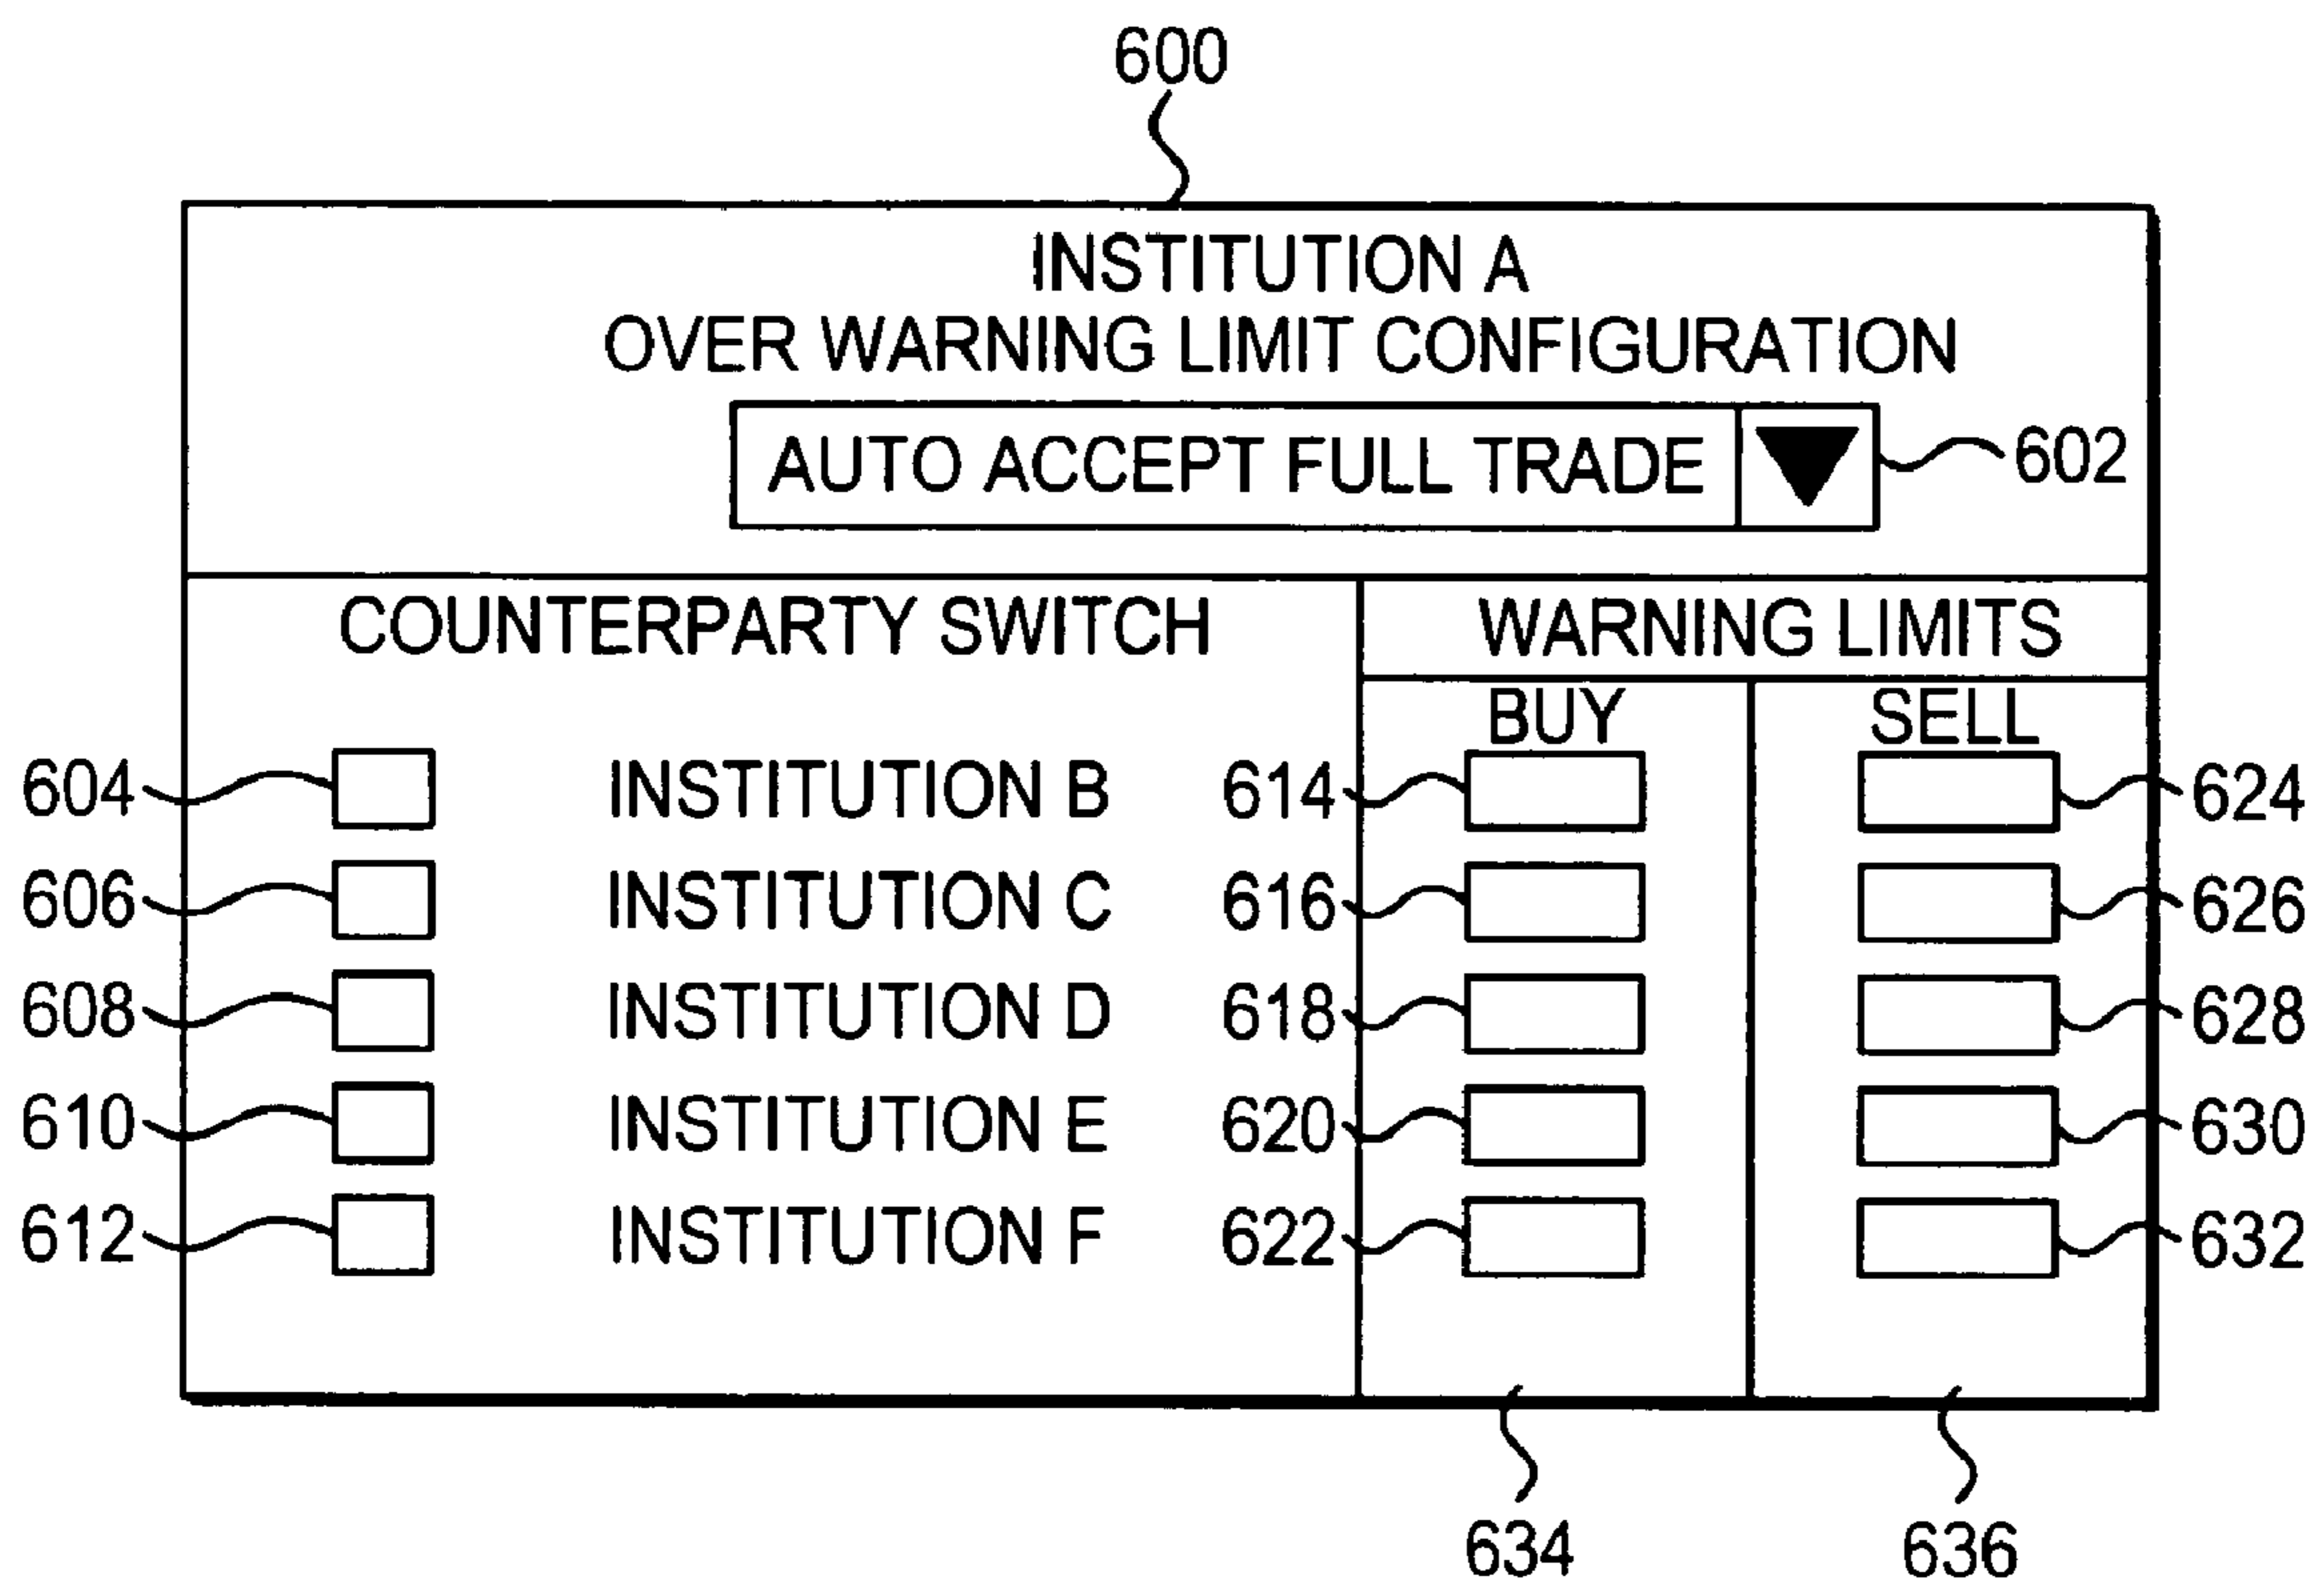 600
INSTITUTION A
OVER WARNING LIMIT CONFIGURATION
AUTO ACCEPT FULL TRADE 602
COUNTERPARTY SWITCH WARNING LIMITS
BUY SELL
604 INSTITUTION B 614 624
606 INSTITUTION C 616 626
608 INSTITUTION D 618 628
610 INSTITUTION E 620 630
612 INSTITUTION F 622 632
634 636